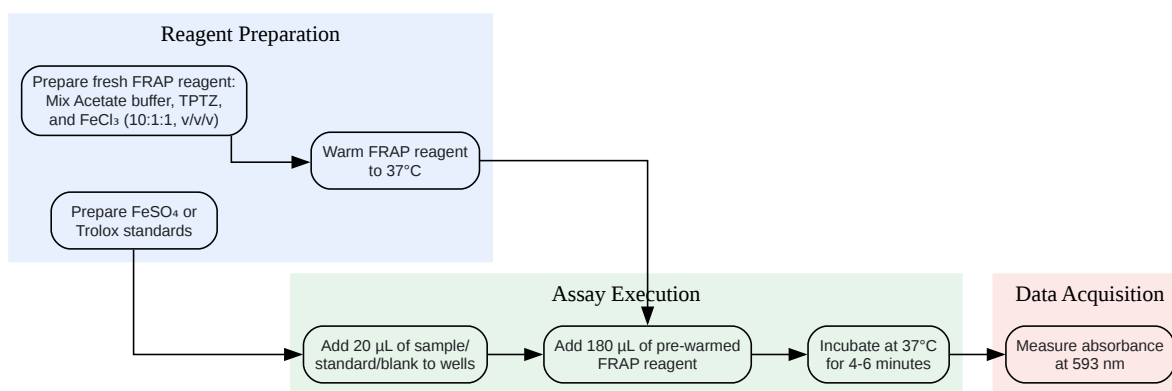 Reagent Preparation
Prepare fresh FRAP reagent:
Mix Acetate buffer, TPTZ,
and FeCl₃ (10:1:1, v/v/v)
Warm FRAP reagent
to 37°C
Prepare FeSO₄ or
Trolox standards
Assay Execution
Add 20 µL of sample/
standard/blank to wells
Add 180 µL of pre-warmed
FRAP reagent
Incubate at 37°C
for 4-6 minutes
Data Acquisition
Measure absorbance
at 593 nm